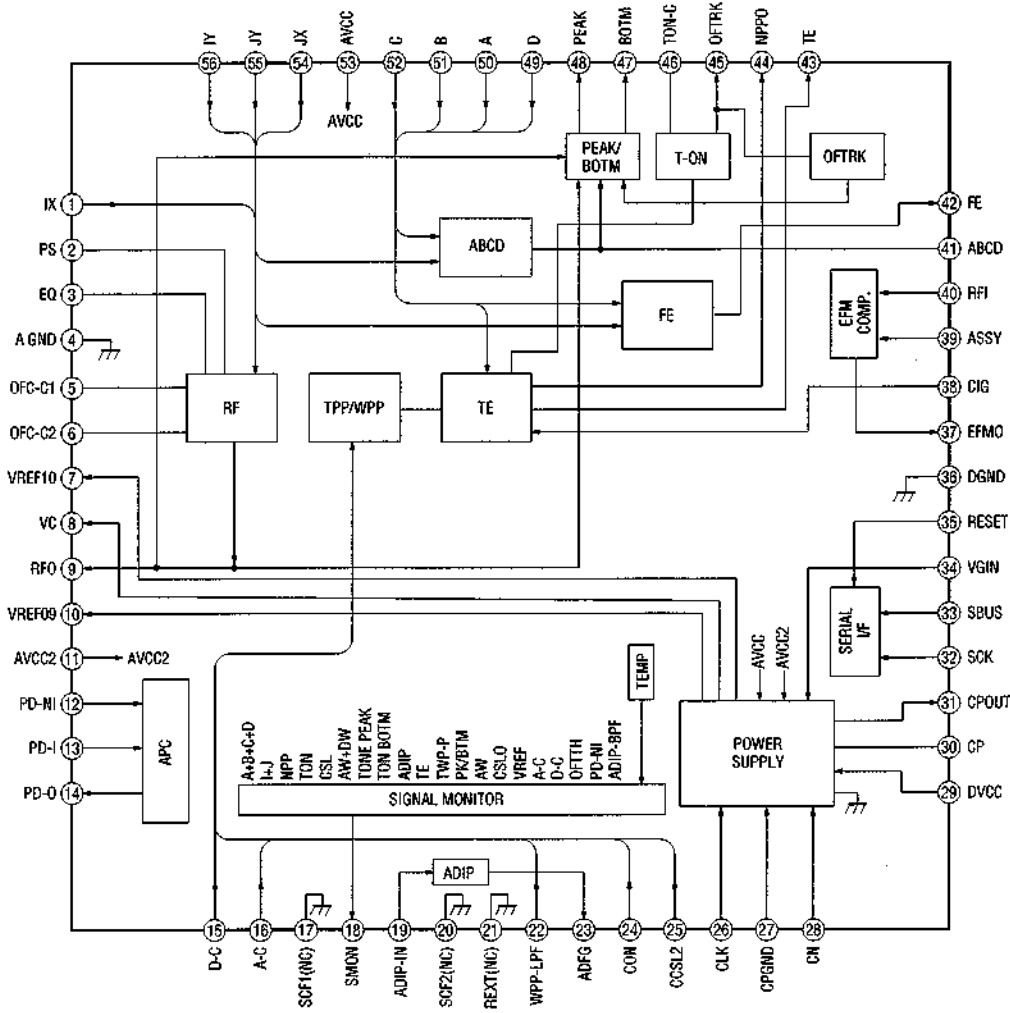 IY
JY
JX
AVCC
C
B
A
D
PEAK
BOTM
TON-C
OFTRK
NPPO
TE
56
55
54
53
52
51
50
49
48
47
46
45
44
43
AVCC
PEAK/
BOTM
T-ON
OFTRK
IX 1
PS 2
EQ 3
A GND 4
OFC-C1 5
OFC-C2 6
VREF10 7
VC 8
RFO 9
VREF09 10
AVCC2 11
AVCC2
PD-NI 12
PD-I 13
PD-O 14
42 FE
41 ABCD
40 RFI
39 ASSY
38 CIG
37 EFMO
36 DGND
35 RESET
34 VGIN
33 SBUS
32 SCK
31 CPOUT
30 CP
29 DVCC
ABCD
FE
EFM
COMP.
RF
TPP/WPP
TE
SERIAL
I/F
AVCC
AVCC2
TEMP
APC
POWER
SUPPLY
A+B+C+D
I+J
NPP
TON
CSL
AW+DW
TONE PEAK
TON BOTM
ADIP
TE
TWP-P
PK/BTM
AW
CSLO
VREF
A-C
D-C
OFTTH
PD-NI
ADIP-BPF
SIGNAL MONITOR
ADIP
15
16
17
18
19
20
21
22
23
24
25
26
27
28
D-C
A-C
SCF1(NC)
SMON
ADIP-IN
SCF2(NC)
REXT(NC)
WPP-LPF
ADFG
CON
CCSL2
CLK
CPGND
CN